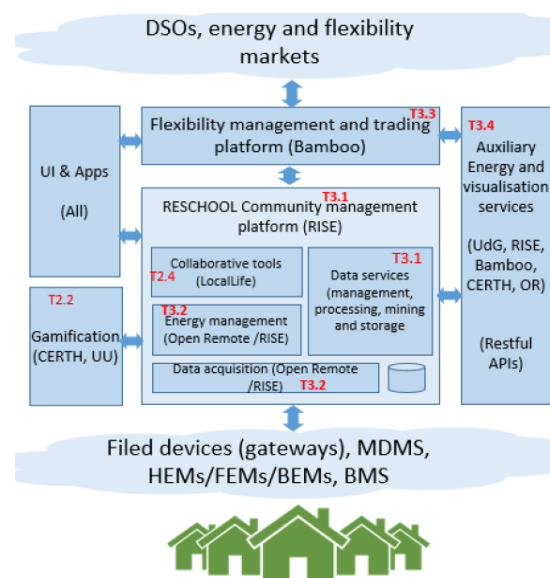 DSOs, energy and flexibility
markets
T3.3
Flexibility management and trading
platform (Bamboo)
UI & Apps
(All)
T3.4
Auxiliary
Energy and
visualisation
services
(UdG, RISE,
Bamboo,
CERTH, OR)
(Restful
APIs)
T3.1
RESCHOOL Community management
platform (RISE)
Collaborative tools
T2.4
(LocalLife)
T3.1
Data services
(management,
processing, mining
and storage
T3.2
Energy management
(Open Remote /RISE)
T2.2
Gamification
(CERTH, UU)
Data acquisition (Open Remote
/RISE)
T3.2
Filed devices (gateways), MDMS,
HEMs/FEMs/BEMs, BMS